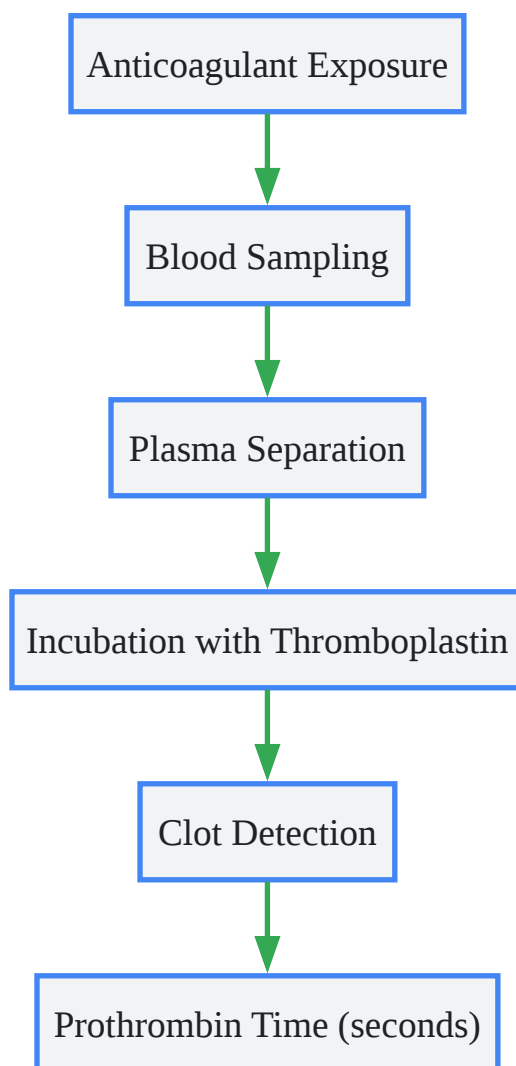 Anticoagulant Exposure
Blood Sampling
Plasma Separation
Incubation with Thromboplastin
Clot Detection
Prothrombin Time (seconds)